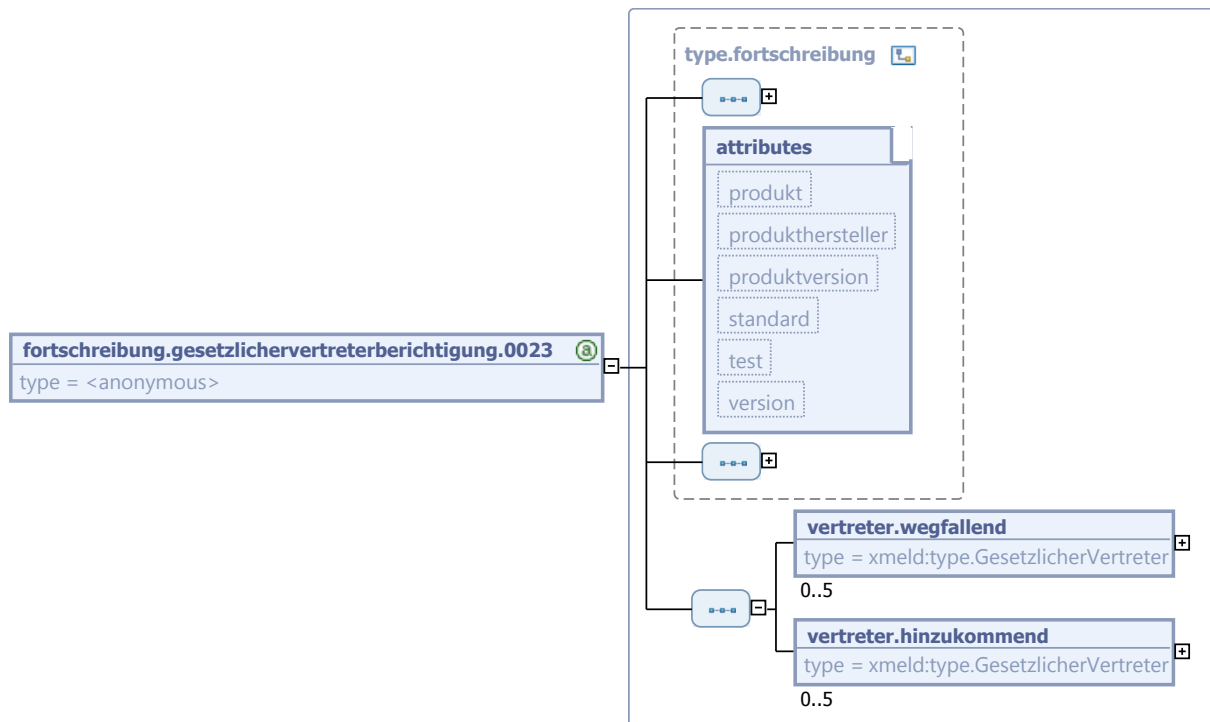 type.fortschreibung
attributes
produkt
produkthersteller
produktversion
standard
test
version
fortschreibung.gesetzlichervertreterberichtigung.0023
a
type = <anonymous>
vertreter.wegfallend
type = xmeld:type.GesetzlicherVertreter
0..5
vertreter.hinzukommend
type = xmeld:type.GesetzlicherVertreter
0..5